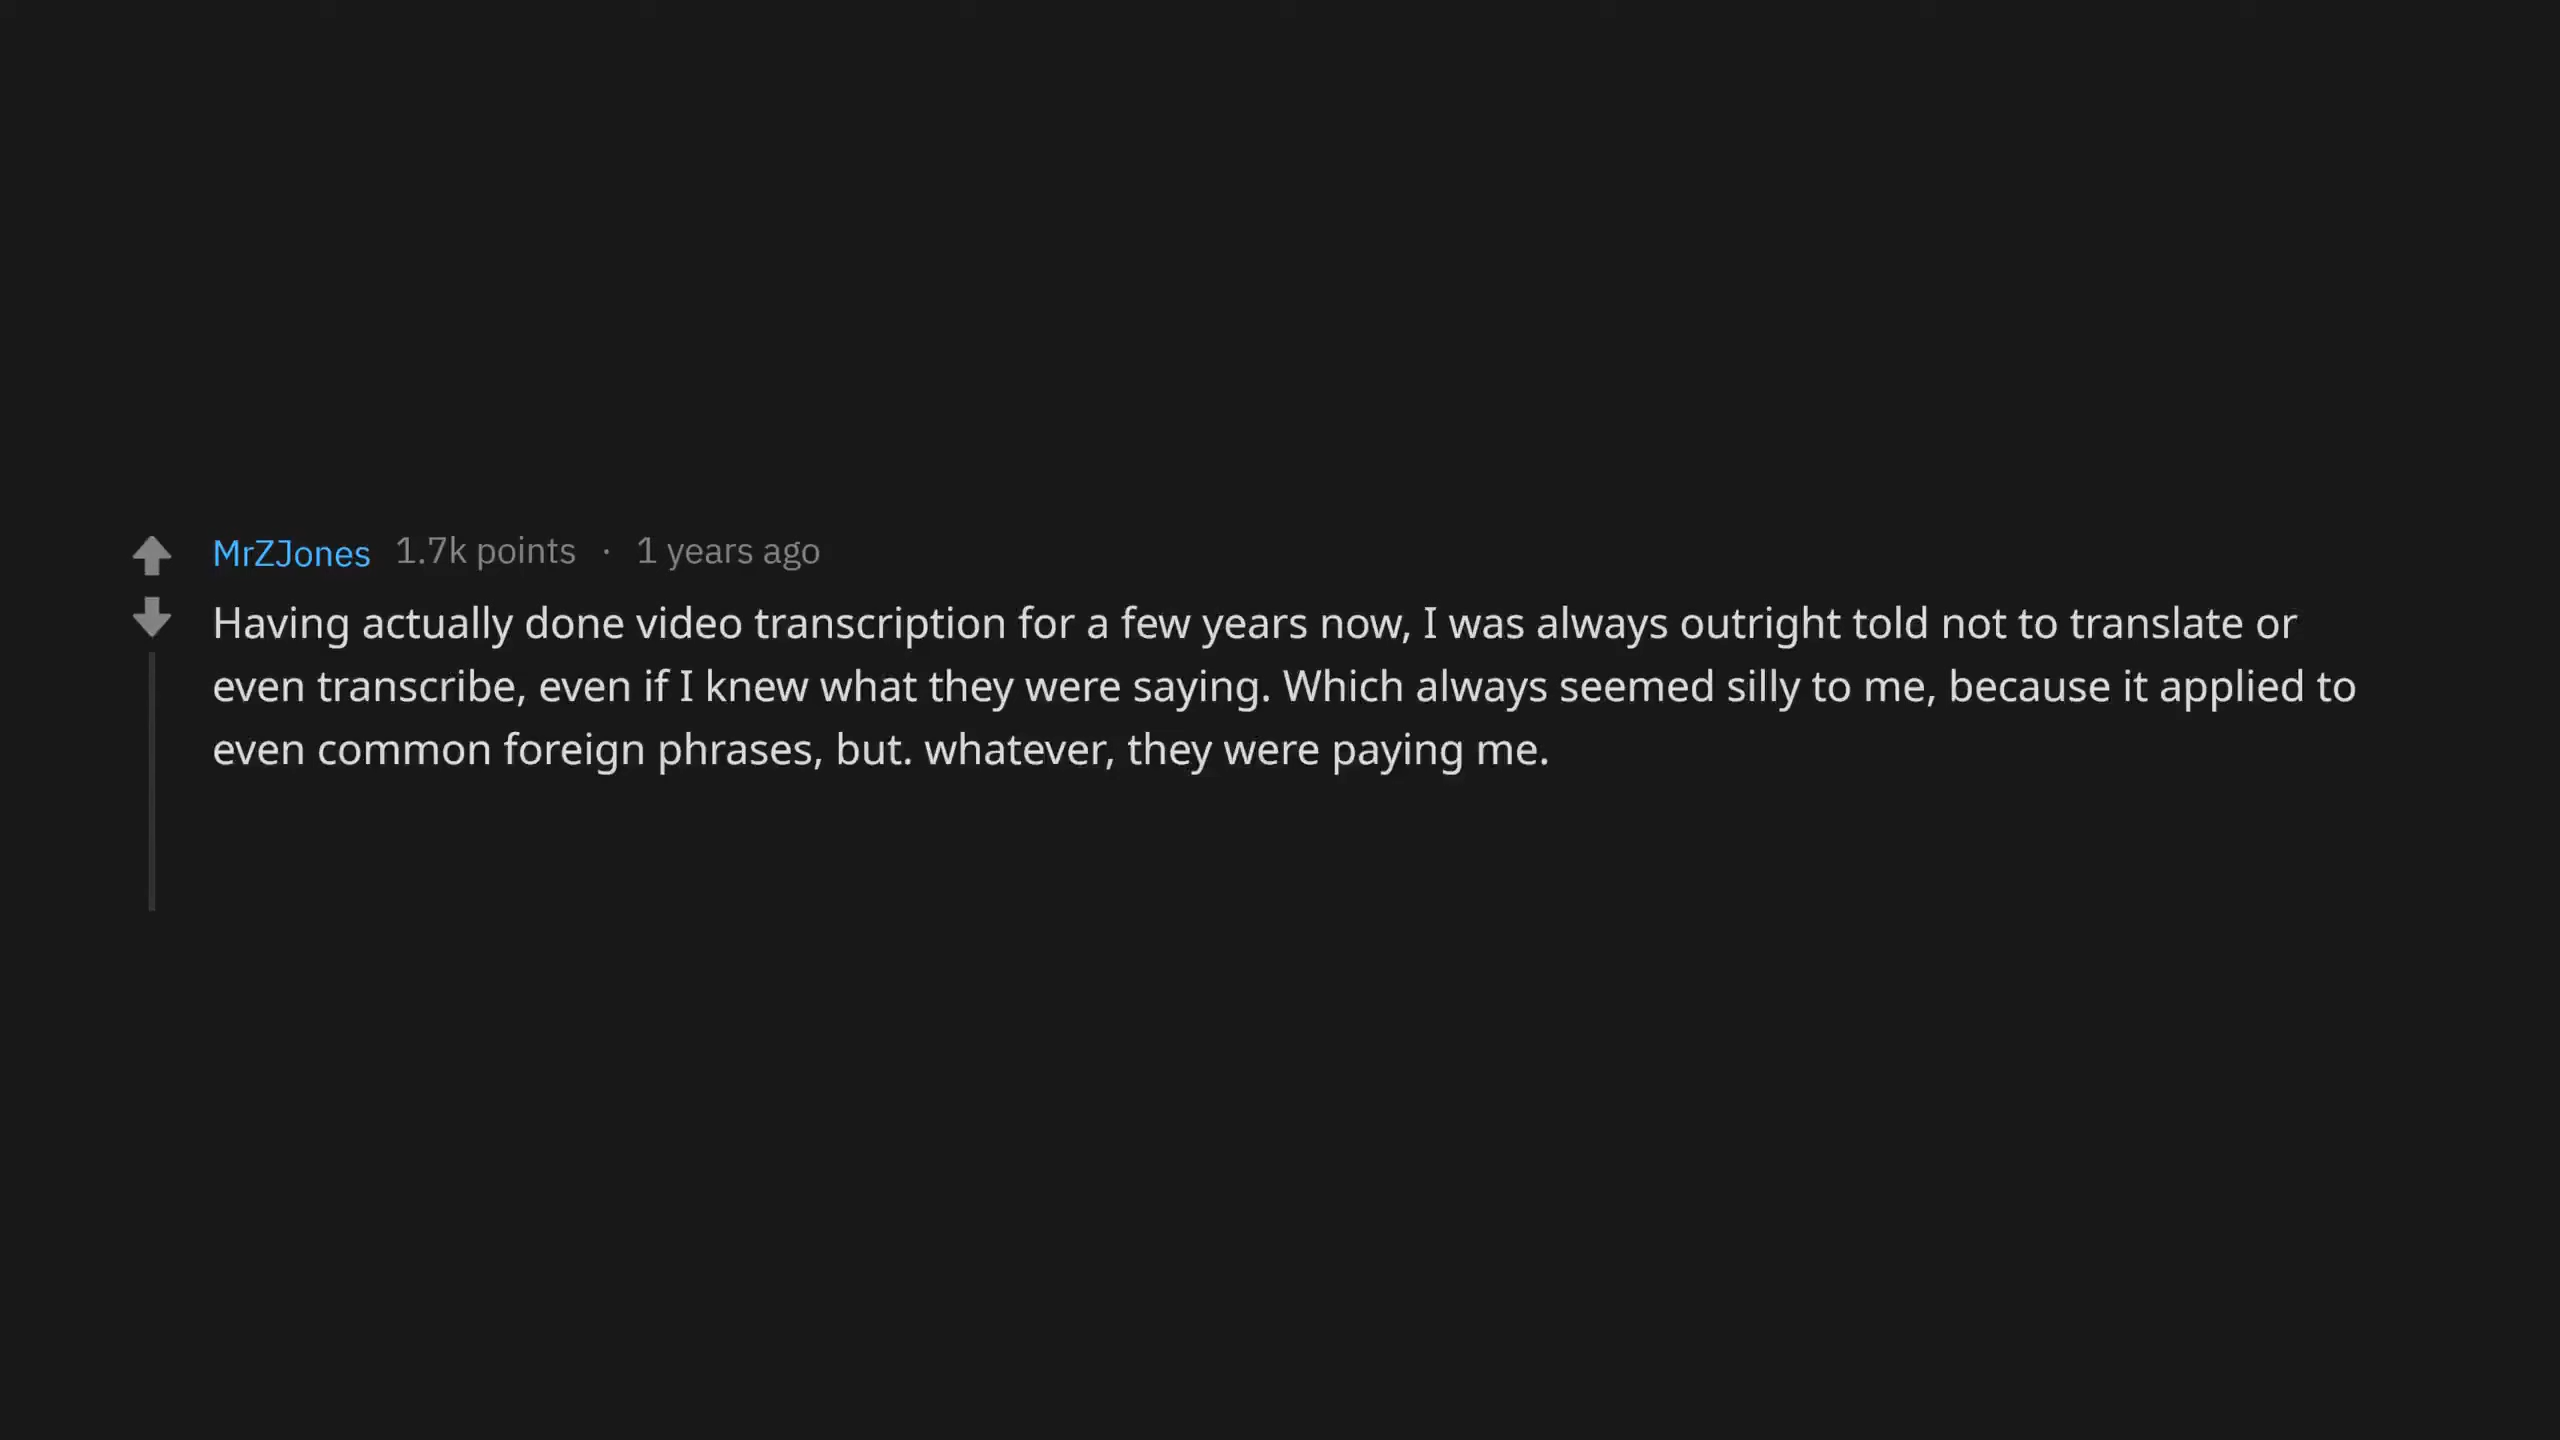 MrZJones 1.7k points · 1 years ago
Having actually done video transcription for a few years now, I was always outright told not to translate or
even transcribe, even if I knew what they were saying. Which always seemed silly to me, because it applied to
even common foreign phrases, but. whatever, they were paying me.